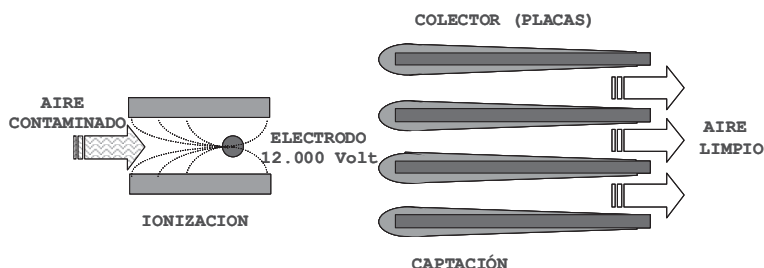 COLECTOR (PLACAS)
AIRE
CONTAMINADO
ELECTRODO
12.000 Volt
AIRE
LIMPIO
IONIZACION
CAPTACIÓN